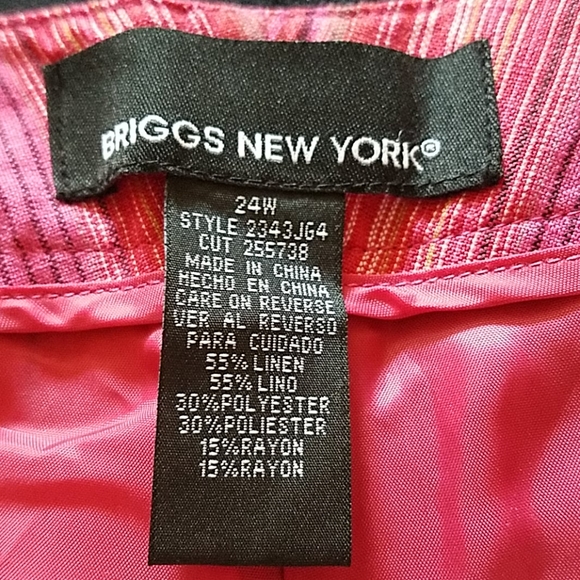 BRIGGS NEW YORK®
24W
STYLE 2343JG4
CUT 255738
MADE IN CHINA
HECHO EN CHINA
CARE ON REVERSE
VER AL REVERSO
PARA CUIDADO
55% LINEN
55% LINO
30%POLYESTER
30%POLIESTER
15%RAYON
15%RAYON